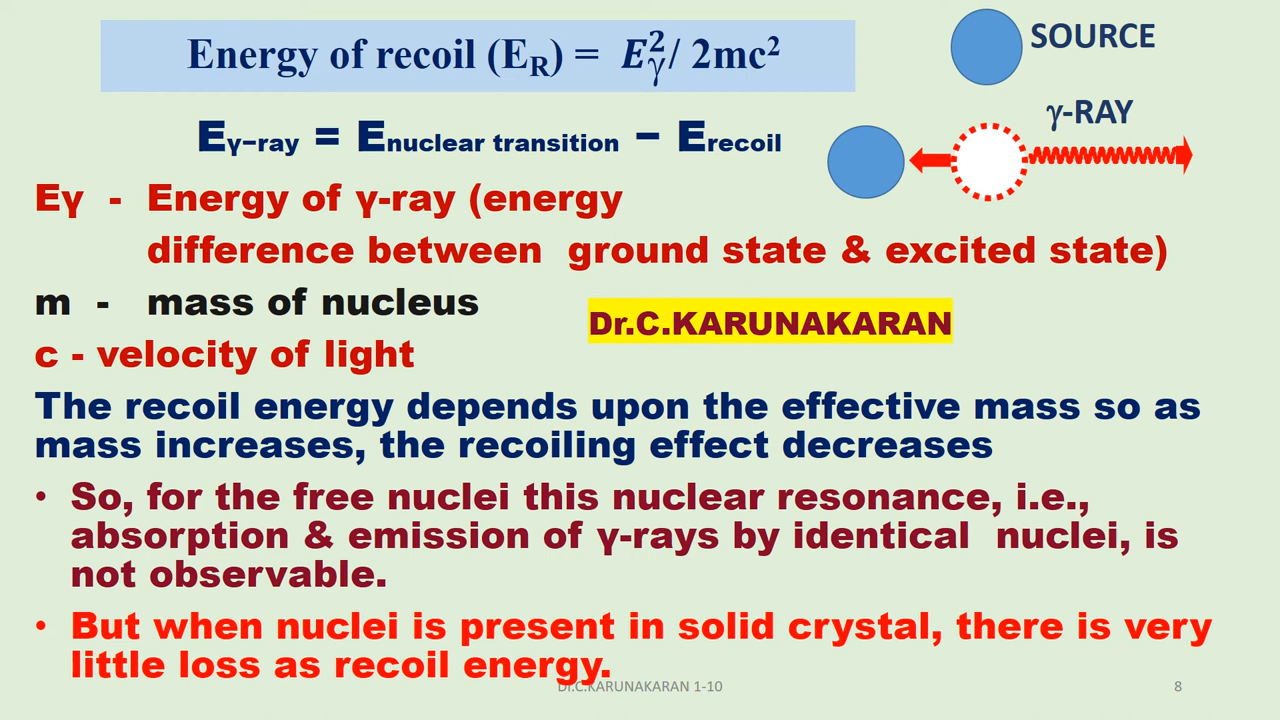 Energy of recoil (E_R) = E_γ^2/ 2mc²
SOURCE
γ-RAY
Eγ−ray = Enuclear transition − Erecoil
Eγ - Energy of γ-ray (energy
difference between ground state & excited state)
m - mass of nucleus
Dr.C.KARUNAKARAN
c - velocity of light
The recoil energy depends upon the effective mass so as
mass increases, the recoiling effect decreases
• So, for the free nuclei this nuclear resonance, i.e.,
absorption & emission of γ-rays by identical nuclei, is
not observable.
• But when nuclei is present in solid crystal, there is very
little loss as recoil energy.
Dr.C.KARUNAKARAN 1-10
8